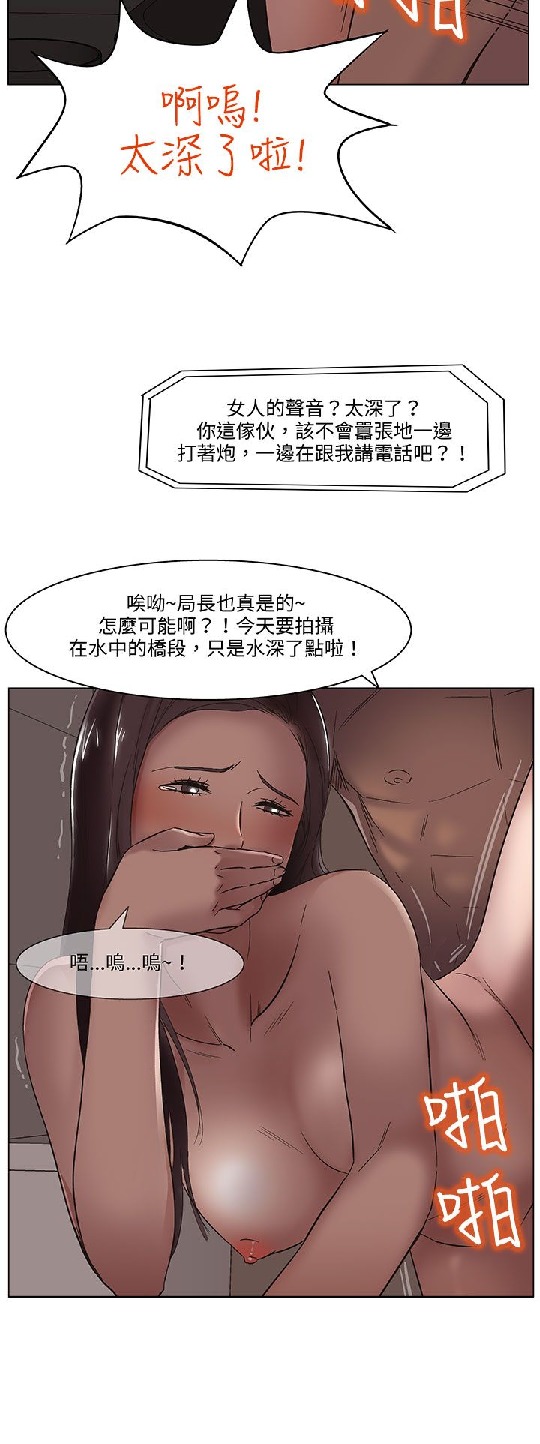 啪
啊嗚!
太深了啦!
女人的聲音？太深了？
你這傢伙，該不會囂張地一邊
打著炮，一邊在跟我講電話吧？！
唉呦~局長也真是的~
怎麼可能啊？！今天要拍攝
在水中的橋段，只是水深了點啦！
唔...嗚...嗚~！
啪
啪